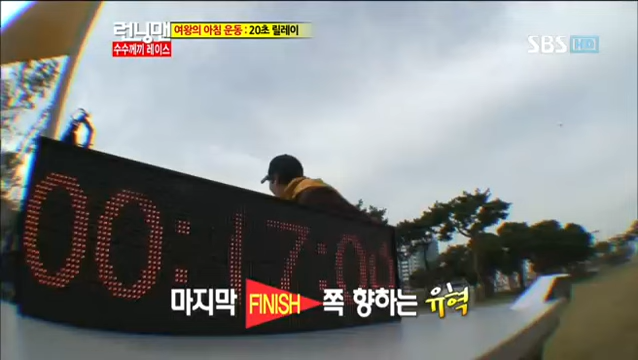 런닝맨
수수께끼 레이스
여왕의 아침 운동 : 20초 릴레이
SBS HD
00:17:00
마지막 FINISH 쪽 향하는 유혁